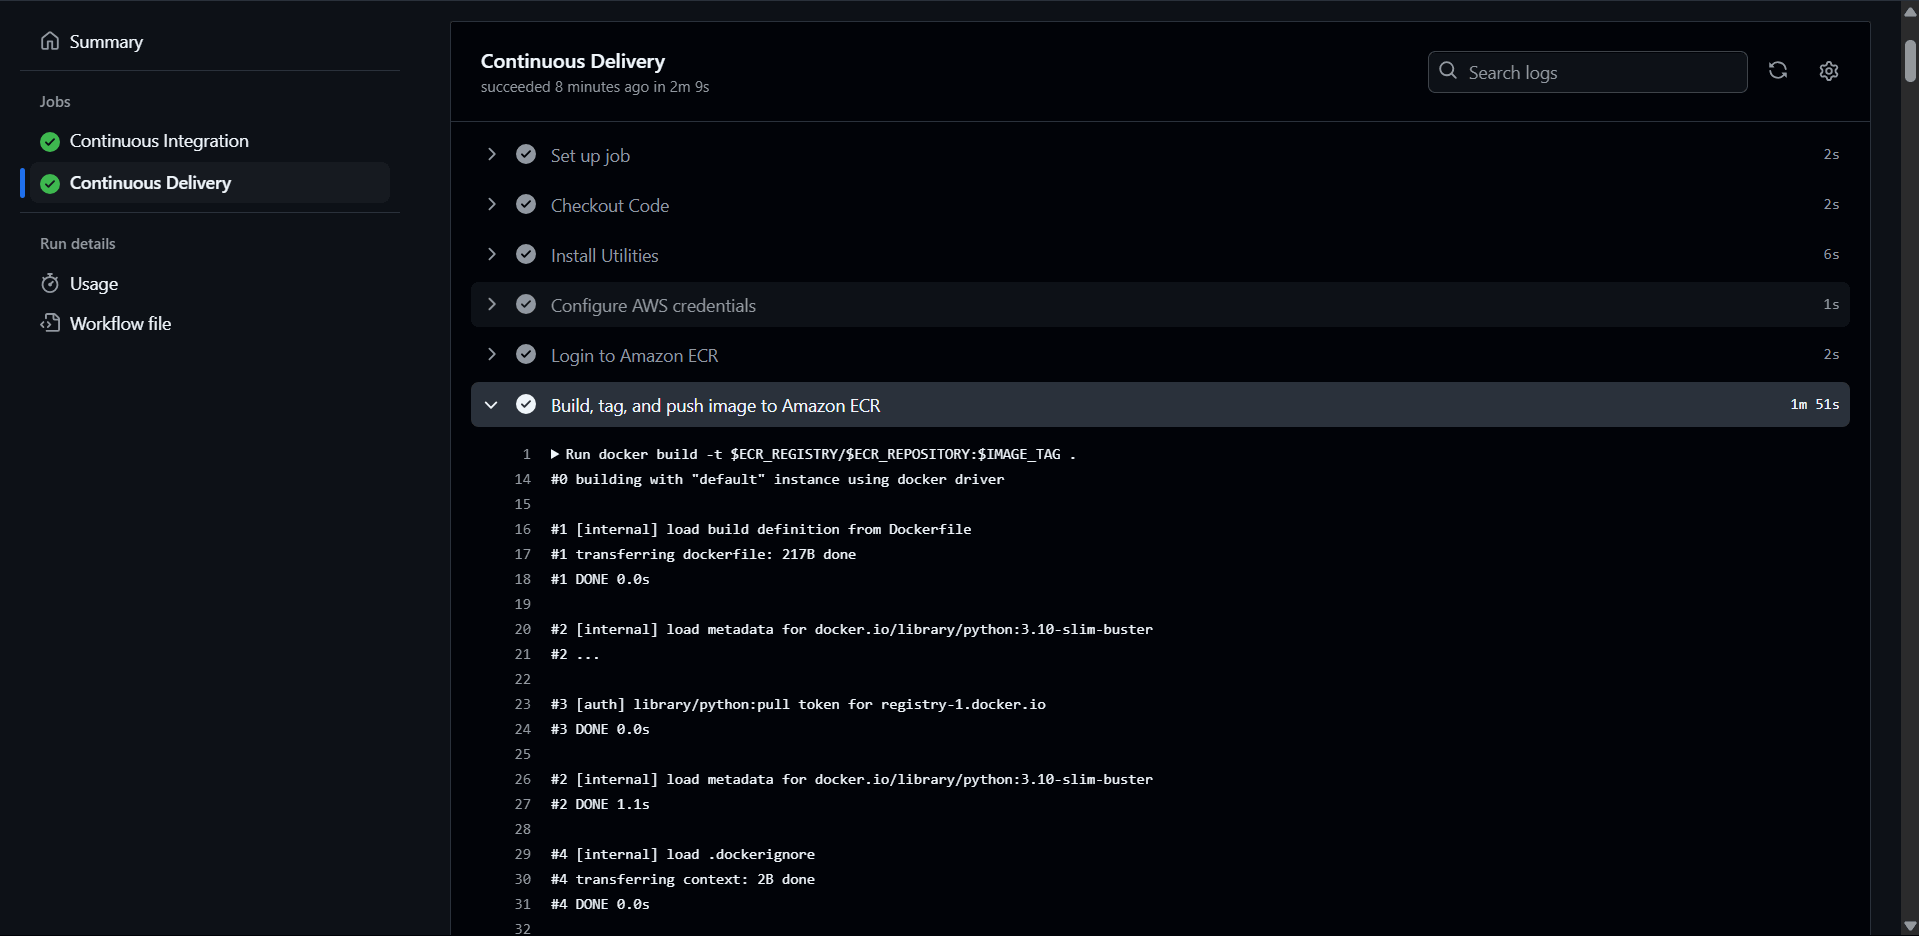 Summary
Jobs
Continuous Integration
Continuous Delivery
Run details
Usage
Workflow file
Continuous Delivery
succeeded 8 minutes ago in 2m 9s
Search logs
Set up job 2s
Checkout Code 2s
Install Utilities 6s
Configure AWS credentials 1s
Login to Amazon ECR 2s
Build, tag, and push image to Amazon ECR 1m 51s
1 Run docker build -t $ECR_REGISTRY/$ECR_REPOSITORY:$IMAGE_TAG .
14 #0 building with "default" instance using docker driver
15
16 #1 [internal] load build definition from Dockerfile
17 #1 transferring dockerfile: 217B done
18 #1 DONE 0.0s
19
20 #2 [internal] load metadata for docker.io/library/python:3.10-slim-buster
21 #2 ...
22
23 #3 [auth] library/python:pull token for registry-1.docker.io
24 #3 DONE 0.0s
25
26 #2 [internal] load metadata for docker.io/library/python:3.10-slim-buster
27 #2 DONE 1.1s
28
29 #4 [internal] load .dockerignore
30 #4 transferring context: 2B done
31 #4 DONE 0.0s
32